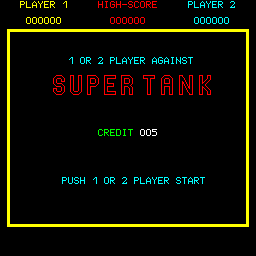 PLAYER 1 HIGH-SCORE PLAYER 2
000000 000000 000000
1 OR 2 PLAYER AGAINST
SUPER TANK
CREDIT 005
PUSH 1 OR 2 PLAYER START